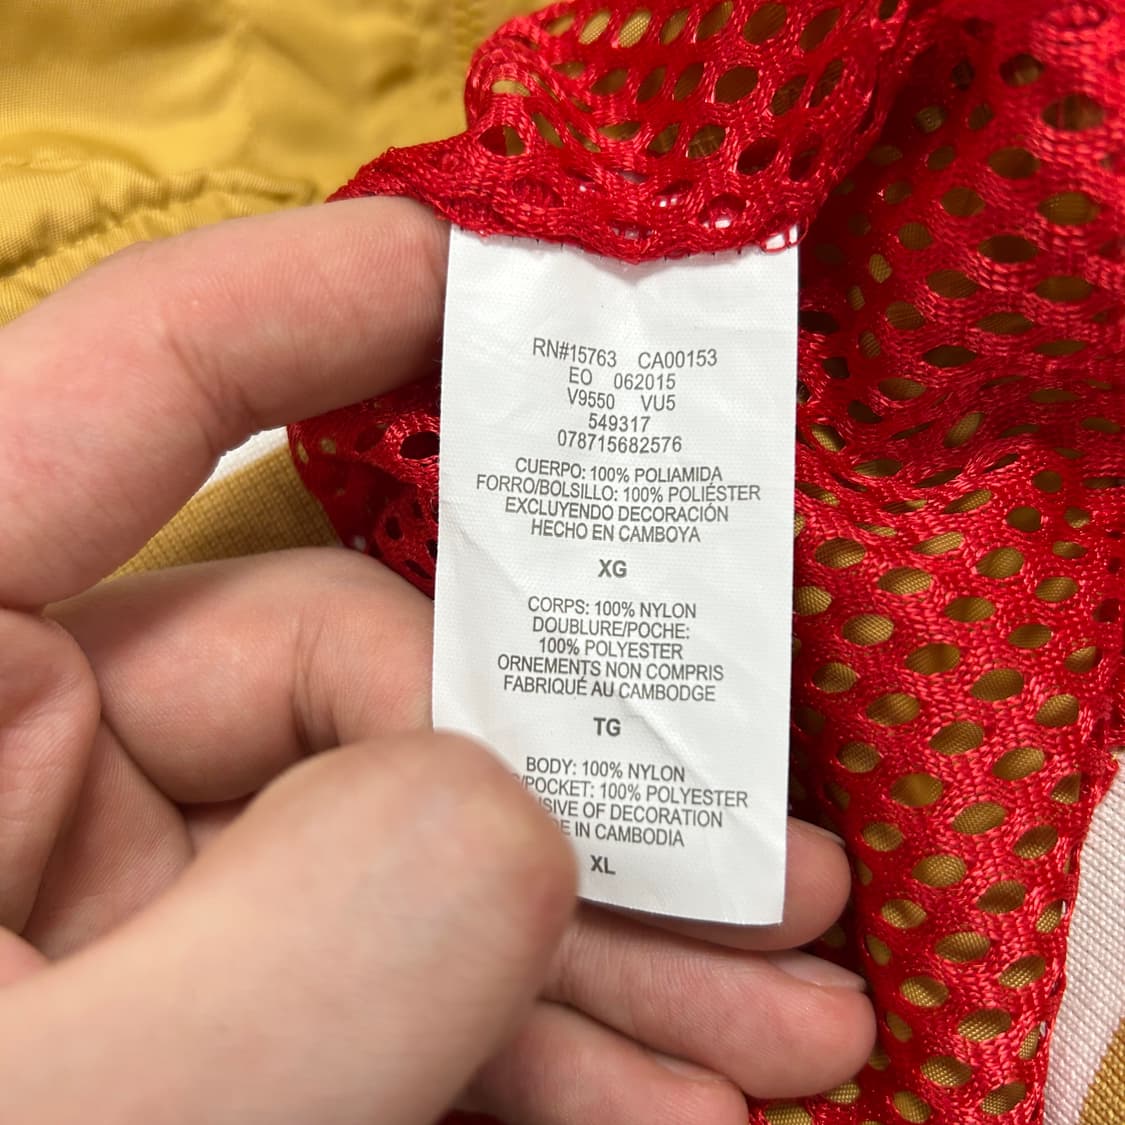 RN#15763 CA00153
EO 062015
V9550 VU5
549317
078715682576
CUERPO: 100% POLIAMIDA
FORRO/BOLSILLO: 100% POLIÉSTER
EXCLUYENDO DECORACIÓN
HECHO EN CAMBOYA
XG
CORPS: 100% NYLON
DOUBLURE/POCHE:
100% POLYESTER
ORNEMENTS NON COMPRIS
FABRIQUÉ AU CAMBODGE
TG
BODY: 100% NYLON
/POCKET: 100% POLYESTER
OF DECORATION
IN CAMBODIA
XL